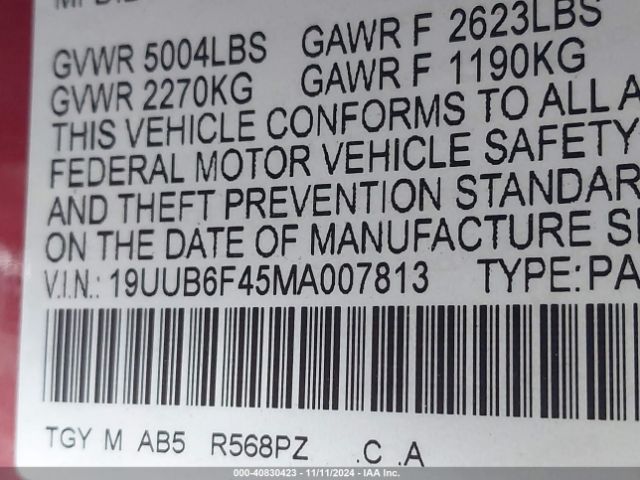 GVWR 5004LBS GAWR F 2623LBS
GVWR 2270KG GAWR F 1190KG
THIS VEHICLE CONFORMS TO ALL A
FEDERAL MOTOR VEHICLE SAFETY
AND THEFT PREVENTION STANDAR
ON THE DATE OF MANUFACTURE S
V.I.N.: 19UUB6F45MA007813 TYPE:PA
TGY M AB5 R568PZ .C .A
000-40830423 - 11/11/2024 - IAA Inc.